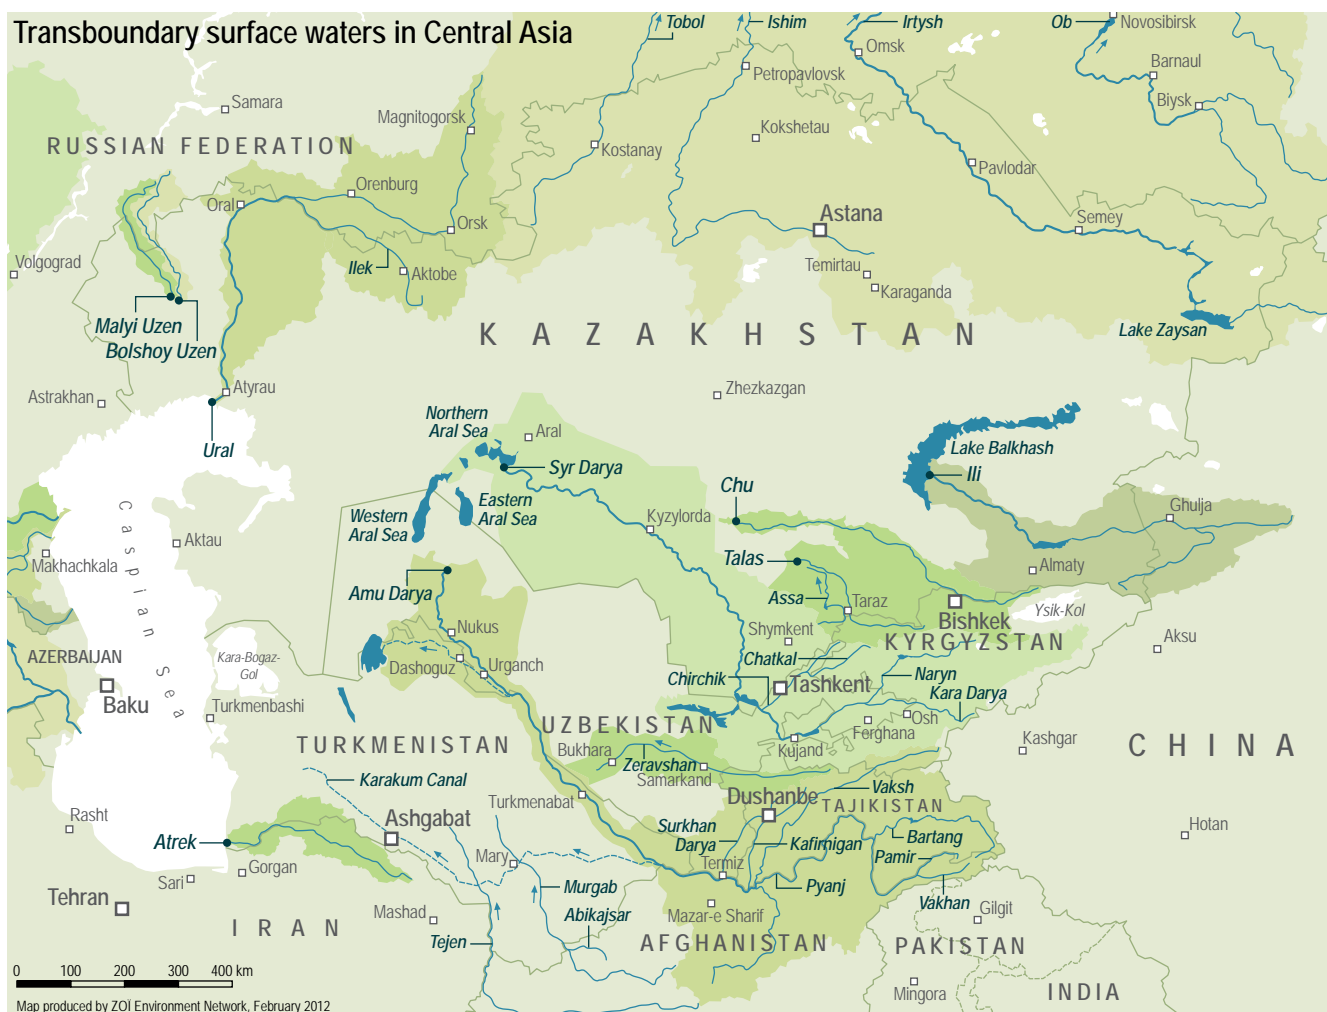 Transboundary surface waters in Central Asia
Tobol
Ishim
Irtysh
Ob
Novosibirsk
Omsk
Petropavlovsk
Barnaul
Biysk
Samara
Magnitogorsk
RUSSIAN FEDERATION
Kostanay
Kokshetau
Pavlodar
Orenburg
Oral
Orsk
Astana
Semey
Volgograd
Ilek
Aktobe
Temirtau
Karaganda
Malyi Uzen
Bolshoy Uzen
KAZAKHSTAN
Lake Zaysan
Astrakhan
Atyrau
Zhezkazgan
Ural
Northern
Aral Sea
Aral
Lake Balkhash
Syr Darya
Ili
Chu
Caspian Sea
Western
Aral Sea
Eastern
Aral Sea
Kyzylorda
Ghulja
Aktau
Makhachkala
Talas
Almaty
Amu Darya
Assa
Taraz
Bishkek
Ysik-Kol
Nukus
Shymkent
KYRGYZSTAN
Aksu
AZERBAIJAN
Kara-Bogaz-
Gol
Dashoguz
Urganch
Chatkal
Chirchik
Tashkent
Naryn
Kara Darya
Baku
Turkmenbashi
UZBEKISTAN
Osh
Ferghana
TURKMENISTAN
Bukhara
Kujand
Kashgar
CHINA
Zeravshan
Samarkand
Karakum Canal
Turkmenabat
Dushanbe
Vaksh
TAJIKISTAN
Rasht
Ashgabat
Surkhan
Darya
Kafirnigan
Bartang
Hotan
Atrek
Mary
Termiz
Pamir
Gorgan
Sari
Murgab
Pyanj
Vakhan
Tehran
Mashad
Abikajsar
Mazar-e Sharif
Gilgit
IRAN
Tejen
AFGHANISTAN
PAKISTAN
0 100 200 300 400 km
Mingora
INDIA
Map produced by ZOÏ Environment Network, February 2012